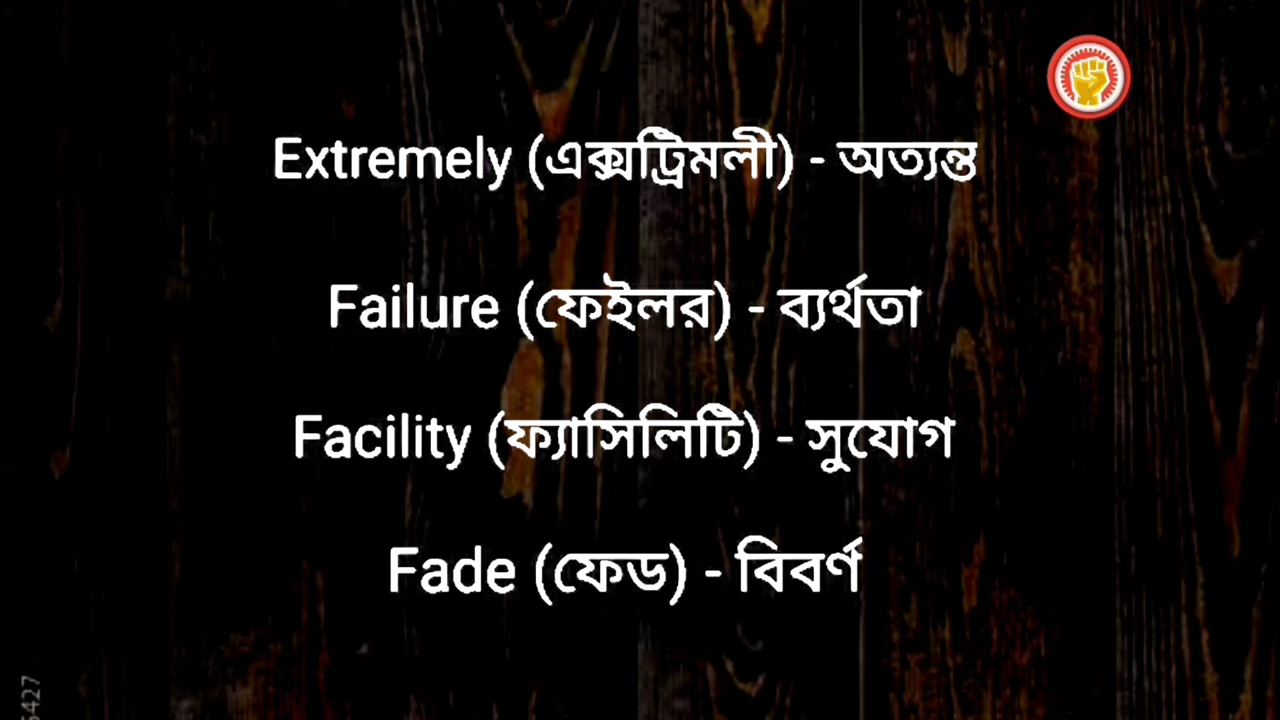 Extremely (এক্সট্রিমলী) - অত্যন্ত
Failure (ফেইলর) - ব্যর্থতা
Facility (ফ্যাসিলিটি) - সুযোগ
Fade (ফেড) - বিবর্ণ